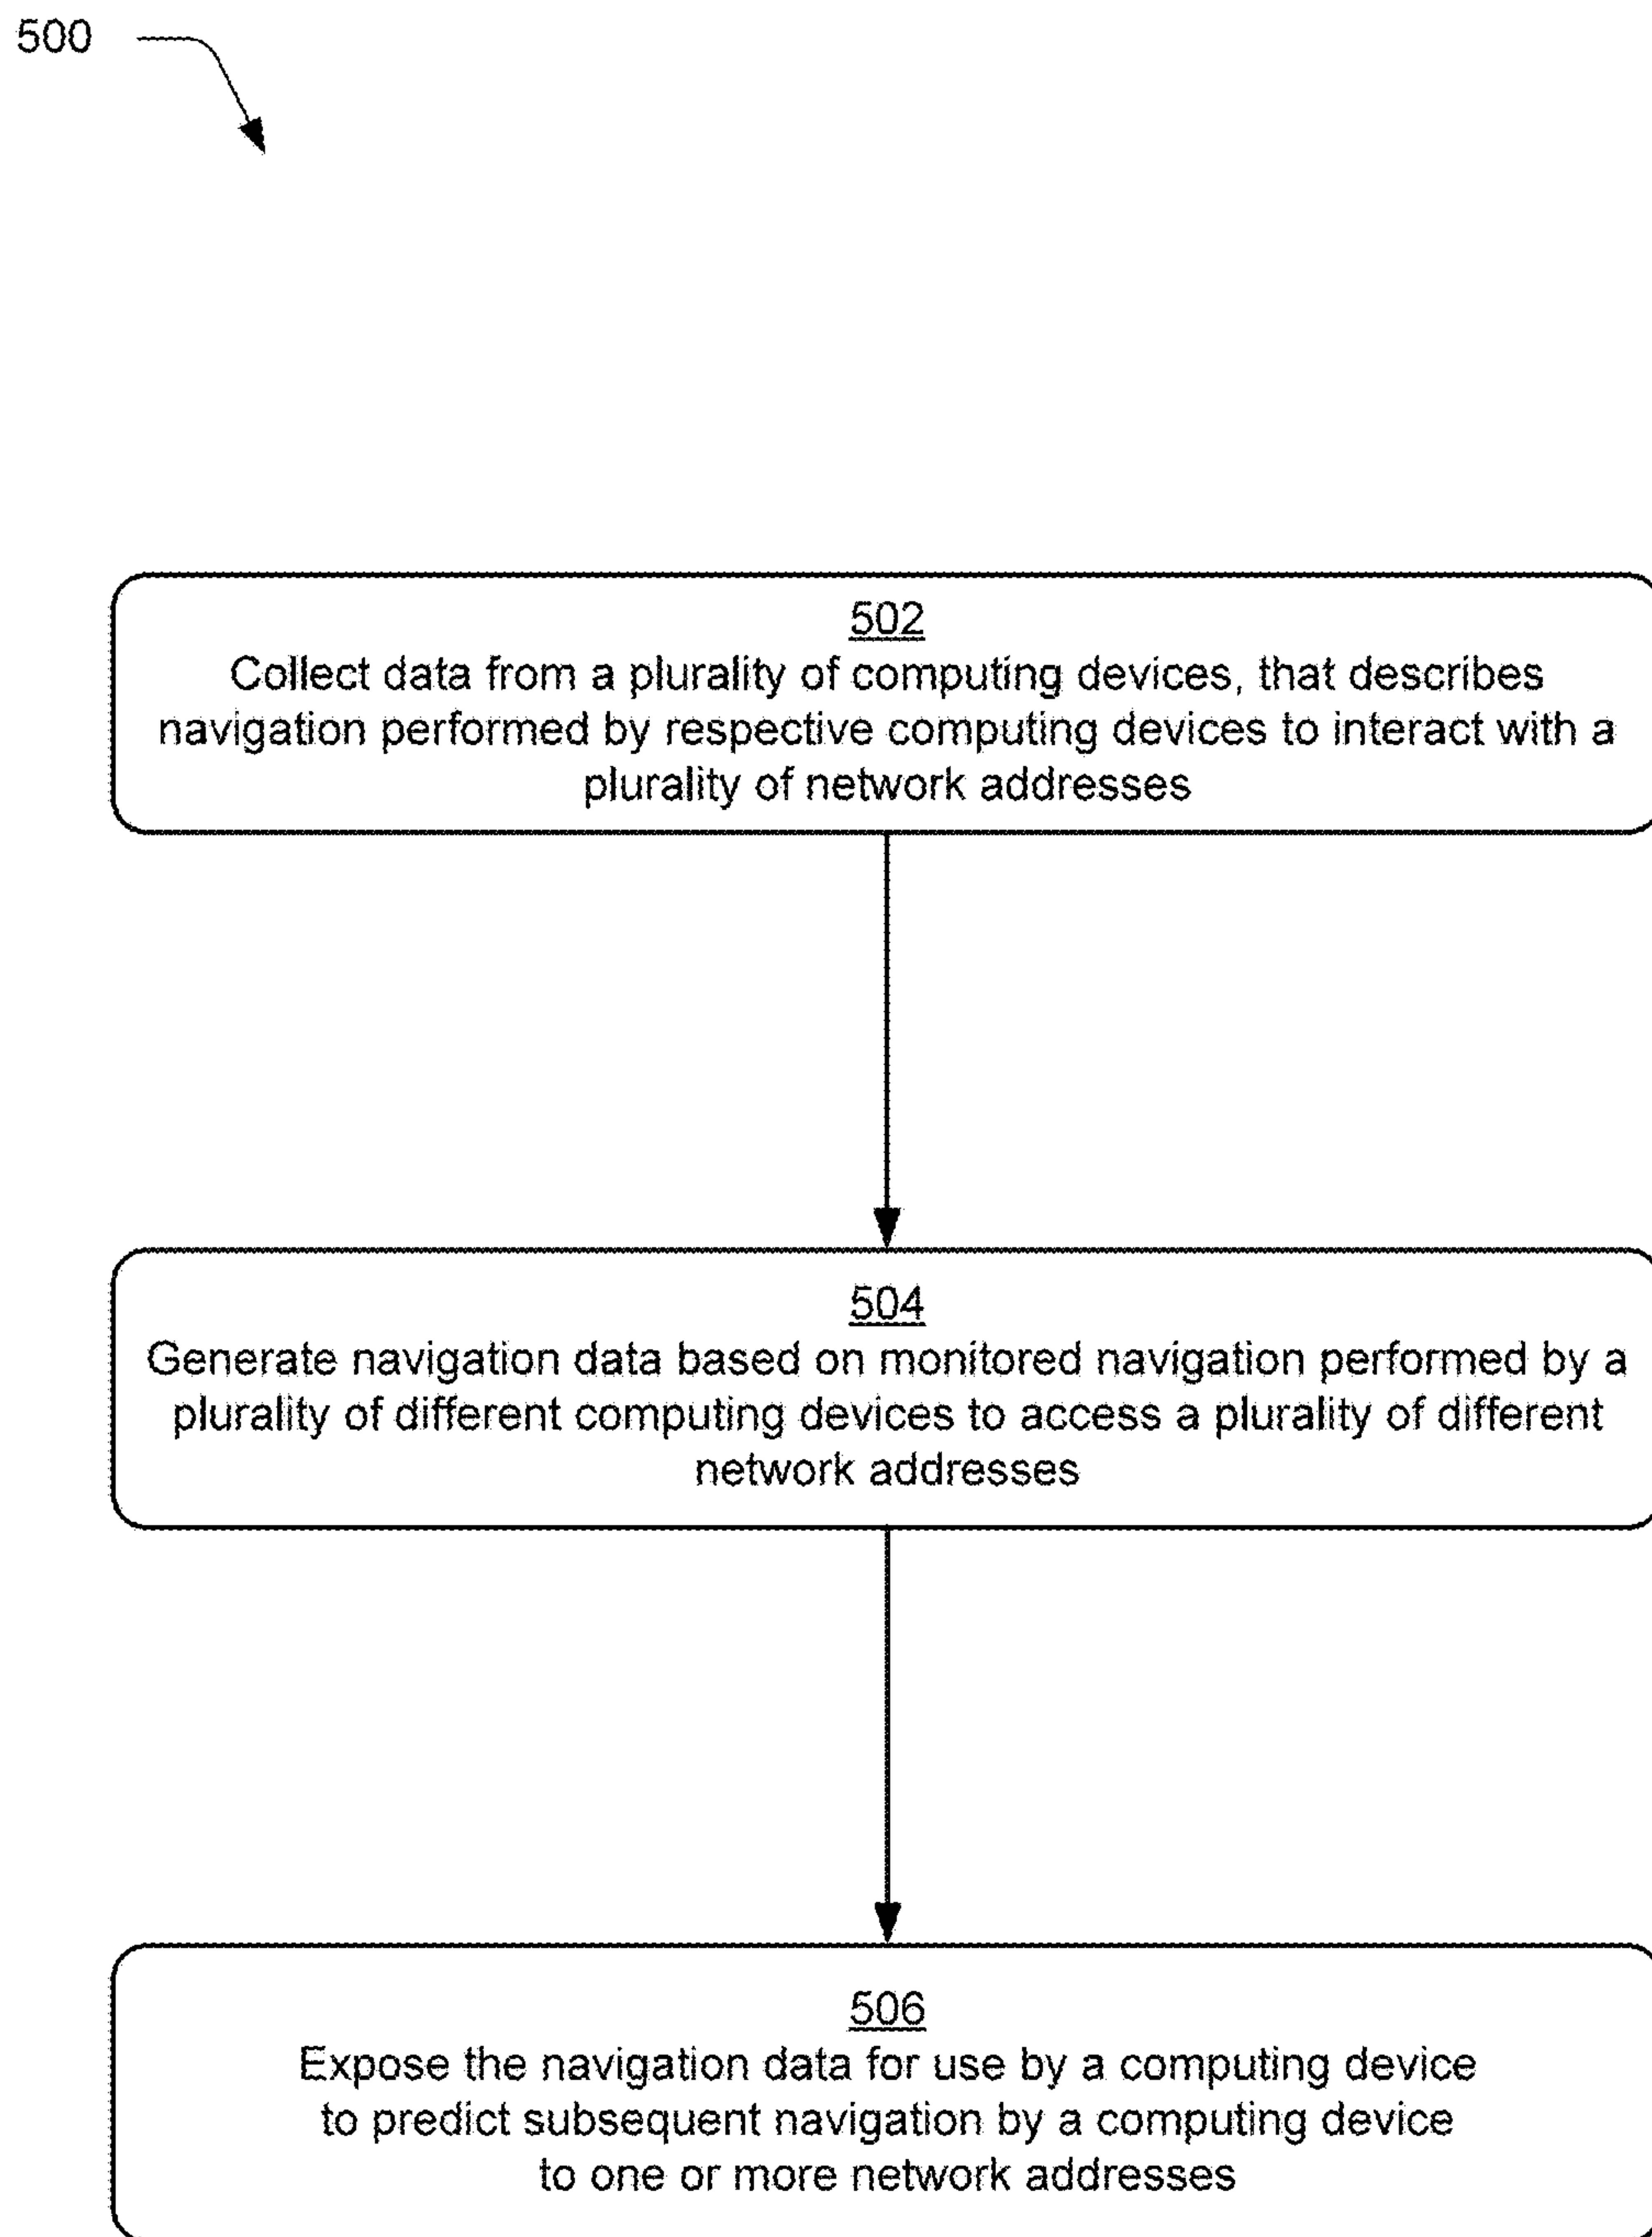 500
502
Collect data from a plurality of computing devices, that describes
navigation performed by respective computing devices to interact with a
plurality of network addresses
504
Generate navigation data based on monitored navigation performed by a
plurality of different computing devices to access a plurality of different
network addresses
506
Expose the navigation data for use by a computing device
to predict subsequent navigation by a computing device
to one or more network addresses